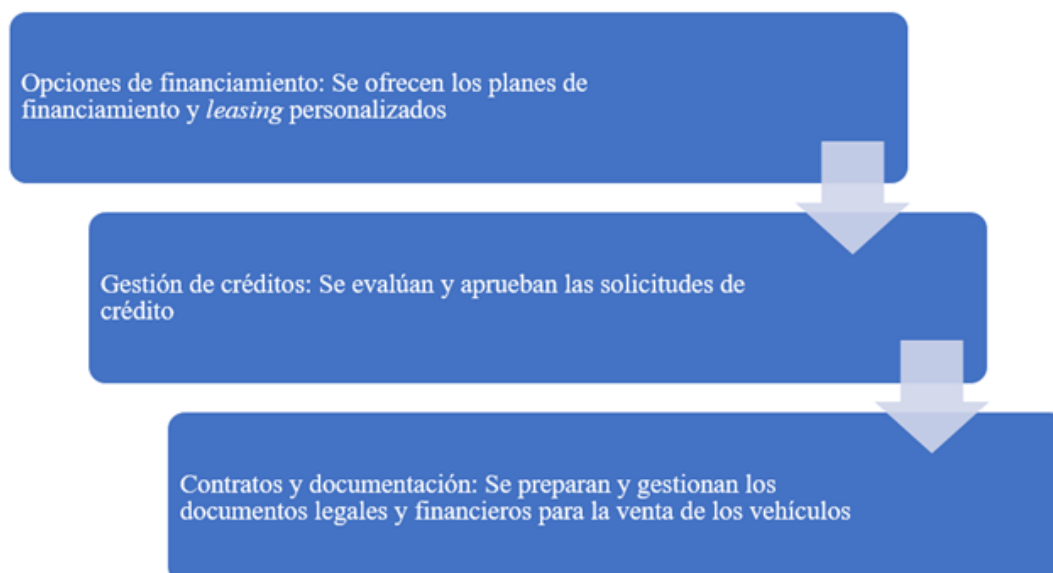 Opciones de financiamiento: Se ofrecen los planes de
financiamiento y leasing personalizados
Gestión de créditos: Se evalúan y aprueban las solicitudes de
crédito
Contratos y documentación: Se preparan y gestionan los
documentos legales y financieros para la venta de los vehículos